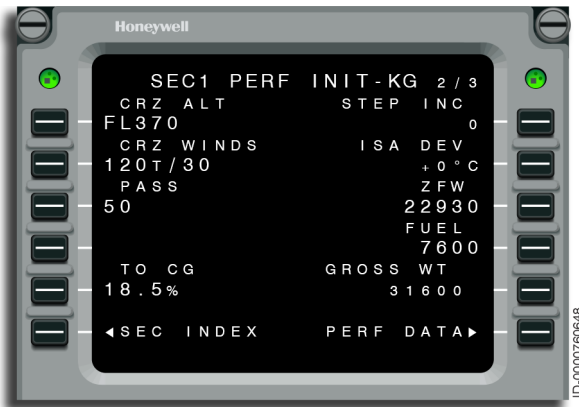 Honeywell
SEC1 PERF INIT-KG 2/3
CRZ ALT STEP INC
FL370 0
CRZ WINDS ISA DEV
120T/30 +0°C
PASS ZFW
50 22930
FUEL
7600
TO CG GROSS WT
18.5% 31600
◀SEC INDEX PERF DATA▶
ID-0000760648